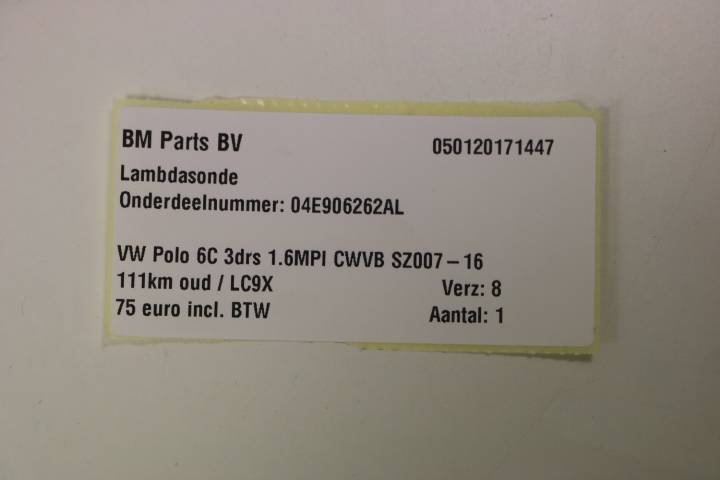 BM Parts BV 050120171447
Lambdasonde
Onderdeelnummer: 04E906262AL
VW Polo 6C 3drs 1.6MPI CWVB SZ007-16
111km oud / LC9X Verz: 8
75 euro incl. BTW Aantal: 1